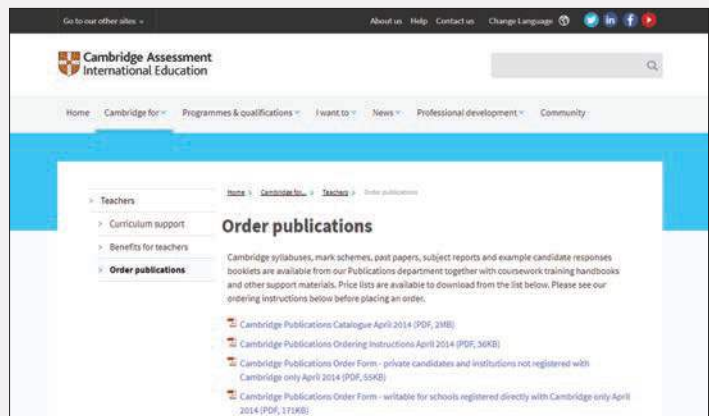 Go to our other sites
About us Help Contact us Change Language
Cambridge Assessment
International Education
Home Cambridge for Programmes & qualifications I want to News Professional development Community
Home Cambridge for... Teachers Order publications
Teachers
Curriculum support
Benefits for teachers
Order publications
Order publications
Cambridge syllabuses, mark schemes, past papers, subject reports and example candidate responses
booklets are available from our Publications department together with coursework training handbooks
and other support materials. Price lists are available to download from the list below. Please see our
ordering instructions below before placing an order.
Cambridge Publications Catalogue April 2014 (PDF, 2MB)
Cambridge Publications Ordering Instructions April 2014 (PDF, 36KB)
Cambridge Publications Order Form - private candidates and institutions not registered with
Cambridge only April 2014 (PDF, 55KB)
Cambridge Publications Order Form - writable for schools registered directly with Cambridge only April
2014 (PDF, 171KB)